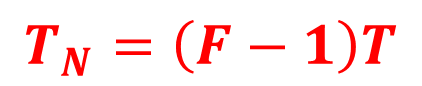 T_N = (F − 1)T